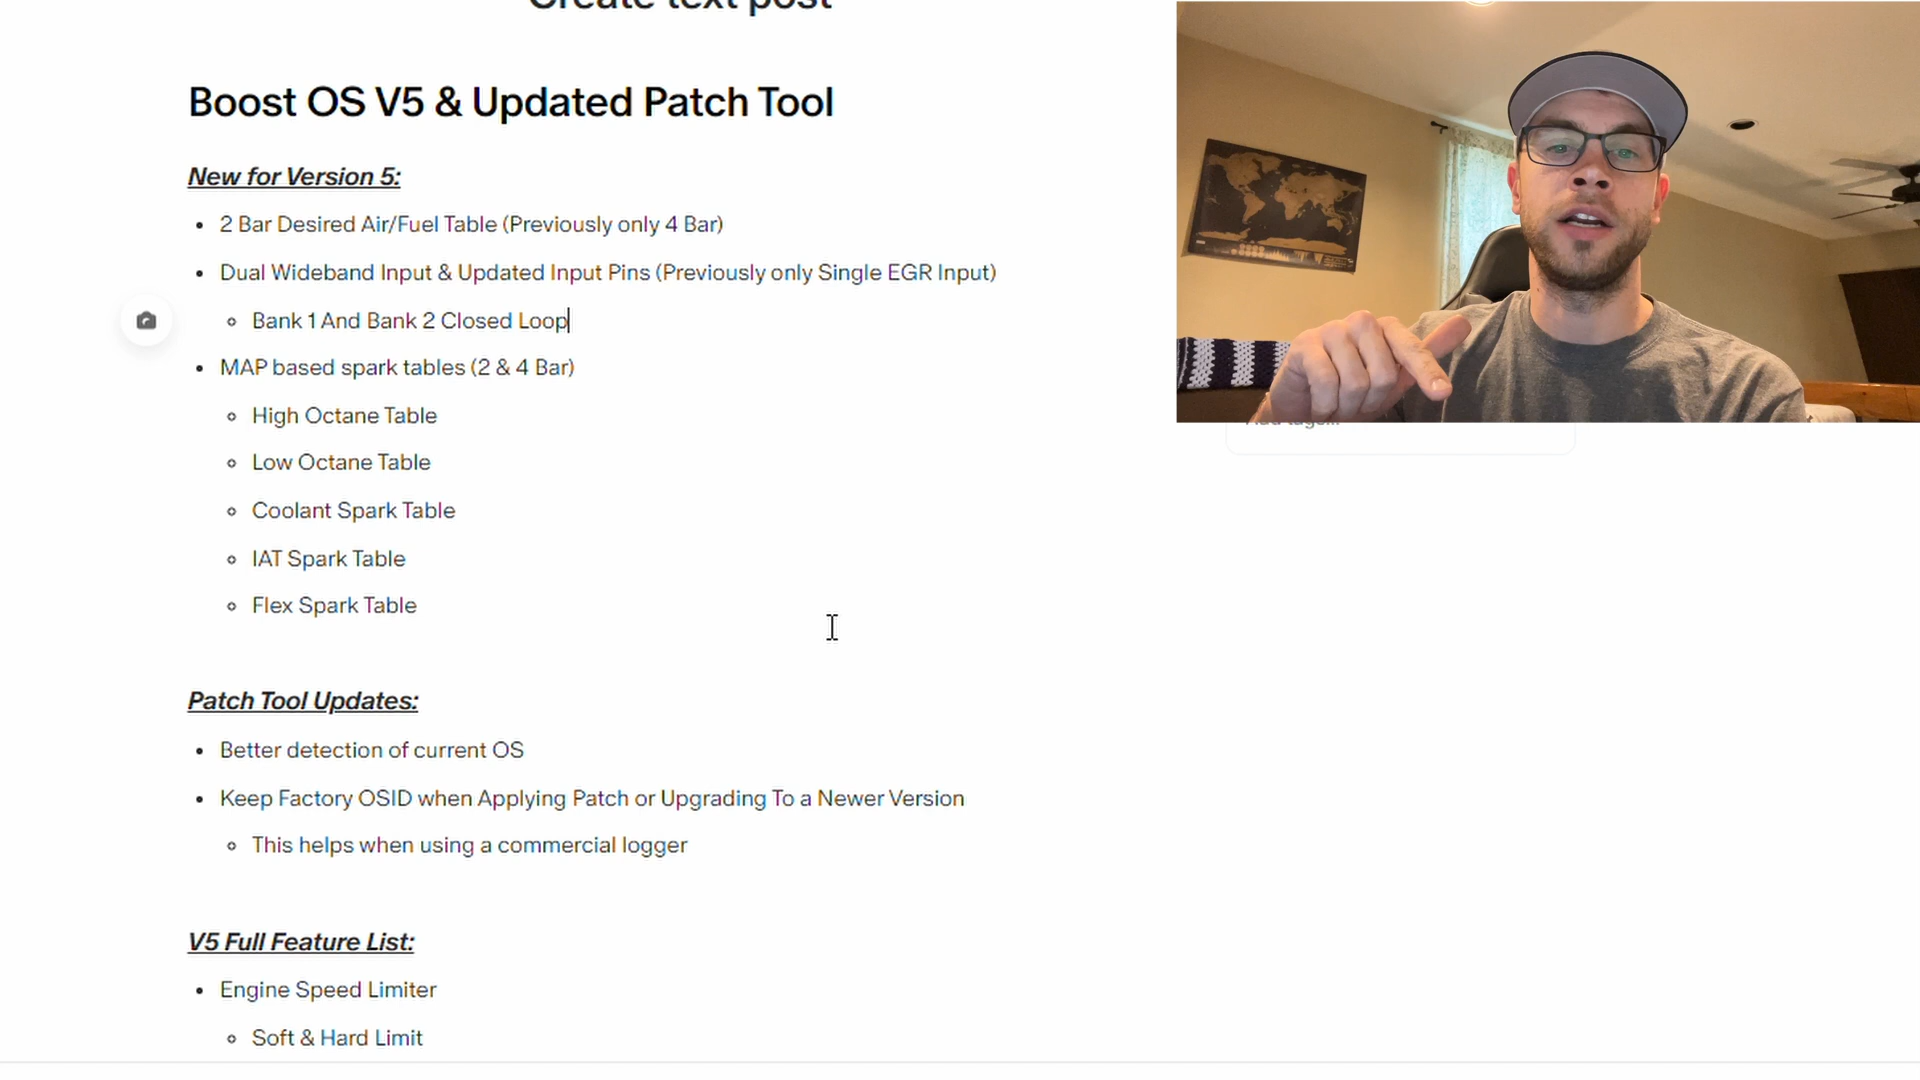 Create text post
Boost OS V5 & Updated Patch Tool
New for Version 5:
2 Bar Desired Air/Fuel Table (Previously only 4 Bar)
Dual Wideband Input & Updated Input Pins (Previously only Single EGR Input)
Bank 1 And Bank 2 Closed Loop
MAP based spark tables (2 & 4 Bar)
High Octane Table
Low Octane Table
Coolant Spark Table
IAT Spark Table
Flex Spark Table
Patch Tool Updates:
Better detection of current OS
Keep Factory OSID when Applying Patch or Upgrading To a Newer Version
This helps when using a commercial logger
V5 Full Feature List:
Engine Speed Limiter
Soft & Hard Limit
Add tags...